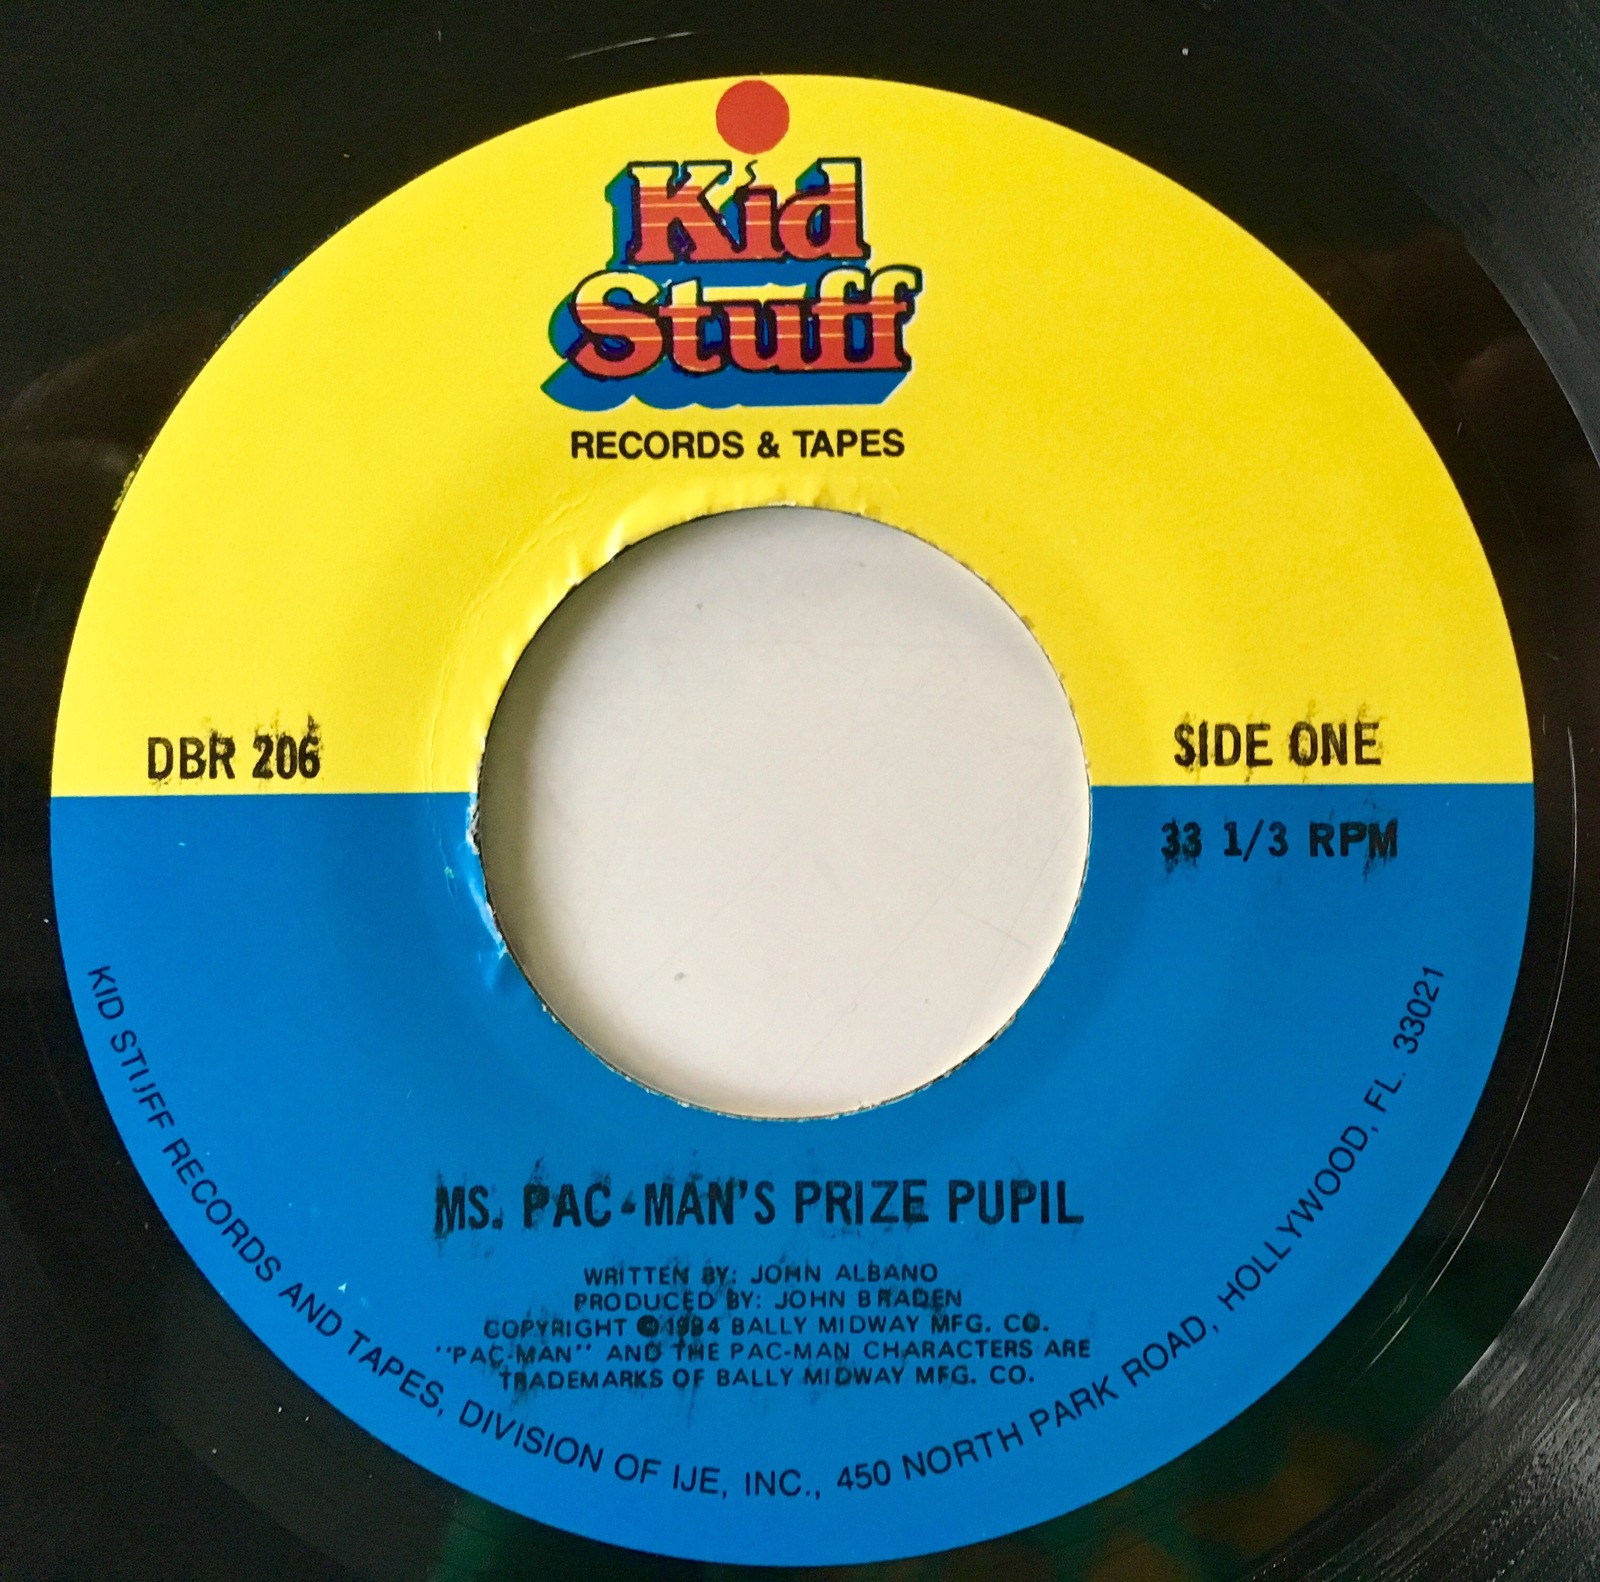 Kid
Stuff
RECORDS & TAPES
DBR 206
SIDE ONE
33 1/3 RPM
MS. PAC-MAN'S PRIZE PUPIL
WRITTEN BY: JOHN ALBANO
PRODUCED BY: JOHN BRADEN
COPYRIGHT ©1984 BALLY MIDWAY MFG. CO.
"PAC-MAN" AND THE PAC-MAN CHARACTERS ARE
TRADEMARKS OF BALLY MIDWAY MFG. CO.
KID STUFF RECORDS AND TAPES, DIVISION OF IJE, INC., 450 NORTH PARK ROAD, HOLLYWOOD, FL. 33021